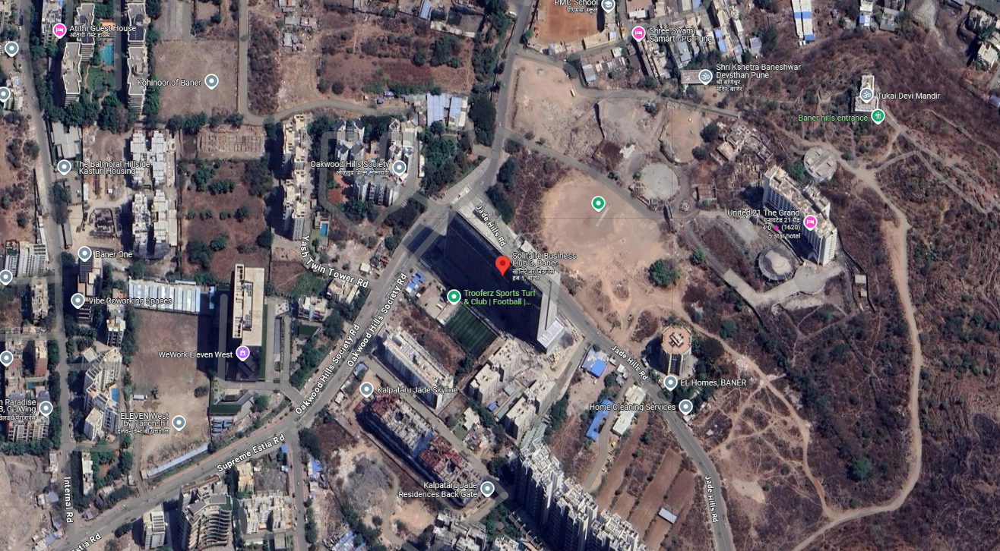 PMC School
पीएमसी स्कूल
Atithi Guest House
अतिथी गेस्ट हाउस...
Shree Swami
Samarth PG Pune
Kohinoor of Baner
Shri Kshetra Baneshwar
Devsthan Pune
श्री बाणेश्वर
मंदिर, बाणेर
Tukai Devi Mandir
Baner hills entrance
The Balmoral Hillside
- Kasturi Housing
Oakwood Hills Society
ओकवुड हिल्स सोसायटी
Jade Hills Rd
United 21 The Grand
युनायटेड 21 ग्रँड
4.0 ★ (1620)
5-star hotel
Baner One
Yash Twin Tower Rd
Solitaire Business
Hub 3, Baner
सॉलिटेअर बिझनेस
हब ३, बाणेर
Vibe Coworking Spaces
Trooferz Sports Turf
& Club | Football |...
Oakwood Hills Society Rd
Oakwood Hills Society Rd
WeWork Eleven West
Jade Hills Rd
EL Homes, BANER
Kalpataru Jade Skyline
Home Cleaning Services
n Paradise
B, C - Wing
ELEVEN West
by Panchshil
इलेवन वेस्ट बी पंचशील
Supreme Estia Rd
Internal Rd
Kalpataru Jade
Residences Back Gate
Jade Hills Rd
Estia Rd